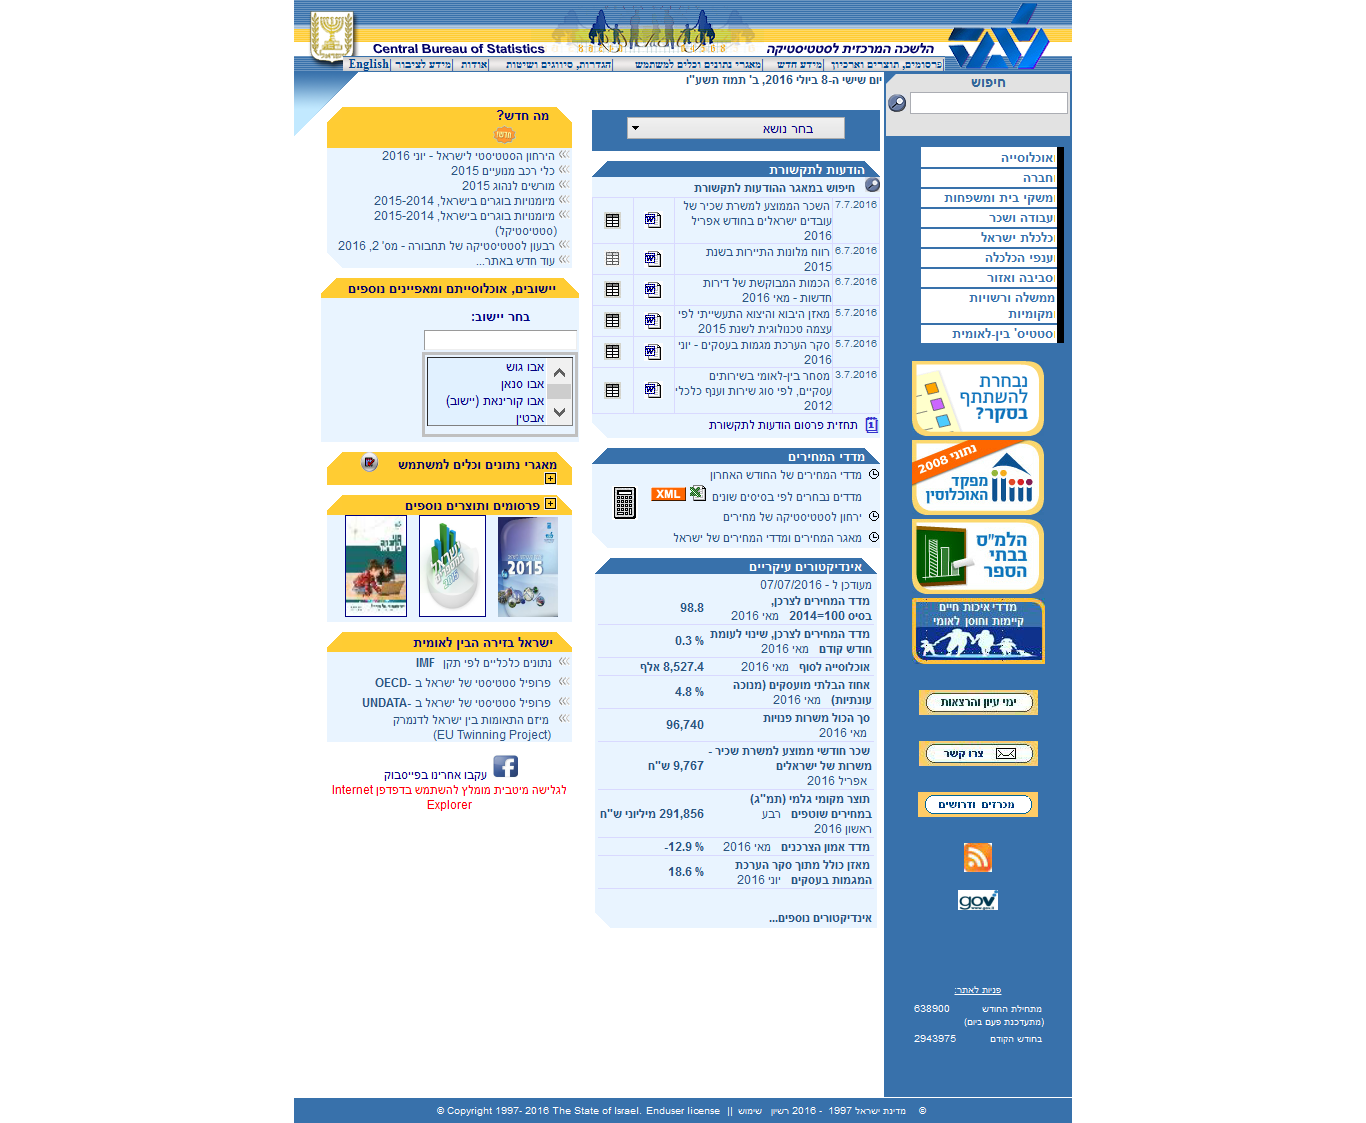 הלשכה המרכזית לסטטיסטיקה
Central Bureau of Statistics
פרסומים, תוצרים וארכיון | מידע חדש | מאגרי נתונים וכלים למשתמש | הגדרות, סיווגים ושיטות | אודות | מידע לציבור | English
יום שישי ה-8 ביולי 2016, ב' תמוז תשע"ו
חיפוש
אוכלוסייה
חברה
משקי בית ומשפחות
עבודה ושכר
כלכלת ישראל
ענפי הכלכלה
סביבה ואזור
ממשלה ורשויות
מקומיות
סטטיס' בין-לאומית
נבחרת
להשתתף
בסקר?
נתוני 2008
מפקד
האוכלוסין
הלמ"ס
בבתי
הספר
מדדי איכות חיים
קיימות וחוסן לאומי
ימי עיון והרצאות
צרו קשר
מכרזים ודרושים
gov
פניות לאתר:
מתחילת החודש 638900
(מתעדכנת פעם ביום)
בחודש הקודם 2943975
בחר נושא
הודעות לתקשורת
חיפוש במאגר ההודעות לתקשורת
7.7.2016 השכר הממוצע למשרת שכיר של
עובדים ישראלים בחודש אפריל
2016
6.7.2016 רווח מלונות התיירות בשנת
2015
6.7.2016 הכמות המבוקשת של דירות
חדשות - מאי 2016
5.7.2016 מאזן היבוא והיצוא התעשייתי לפי
עצמה טכנולוגית לשנת 2015
5.7.2016 סקר הערכת מגמות בעסקים - יוני
2016
3.7.2016 מסחר בין-לאומי בשירותים
עסקיים, לפי סוג שירות וענף כלכלי
2012
תחזית פרסום הודעות לתקשורת
מדדי המחירים
מדדי המחירים של החודש האחרון
מדדים נבחרים לפי בסיסים שונים XML
ירחון לסטטיסטיקה של מחירים
מאגר המחירים ומדדי המחירים של ישראל
אינדיקטורים עיקריים
מעודכן ל - 07/07/2016
מדד המחירים לצרכן,
בסיס 2014=100 מאי 2016 98.8
מדד המחירים לצרכן, שינוי לעומת
חודש קודם מאי 2016 0.3 %
אוכלוסייה לסוף מאי 2016 8,527.4 אלף
אחוז הבלתי מועסקים (מנוכה
עונתיות) מאי 2016 4.8 %
סך הכול משרות פנויות
מאי 2016 96,740
שכר חודשי ממוצע למשרת שכיר -
משרות של ישראלים 9,767 ש"ח
אפריל 2016
תוצר מקומי גלמי (תמ"ג)
במחירים שוטפים רבע 291,856 מיליוני ש"ח
ראשון 2016
מדד אמון הצרכנים מאי 2016 -12.9 %
מאזן כולל מתוך סקר הערכת
המגמות בעסקים יוני 2016 18.6 %
אינדיקטורים נוספים...
מה חדש?
חדש!
הירחון הסטטיסטי לישראל - יוני 2016
כלי רכב מנועיים 2015
מורשים לנהוג 2015
מיומנויות בוגרים בישראל, 2015-2014
מיומנויות בוגרים בישראל, 2015-2014
(סטטיסטיקל)
רבעון לסטטיסטיקה של תחבורה - מס' 2, 2016
עוד חדש באתר...
יישובים, אוכלוסייתם ומאפיינים נוספים
בחר יישוב:
אבו גוש
אבו סנאן
אבו קורינאת (יישוב)
אבטין
מאגרי נתונים וכלים למשתמש
פרסומים ותוצרים נוספים
2015
ישראל בזירה הבין לאומית
נתונים כלכליים לפי תקן IMF
פרופיל סטטיסטי של ישראל ב -OECD
פרופיל סטטיסטי של ישראל ב -UNDATA
מיזם התאומות בין ישראל לדנמרק
(EU Twinning Project)
עקבו אחרינו בפייסבוק
לגלישה מיטבית מומלץ להשתמש בדפדפן Internet
Explorer
© מדינת ישראל 1997 - 2016 רשיון שימוש || © Copyright 1997- 2016 The State of Israel. Enduser license